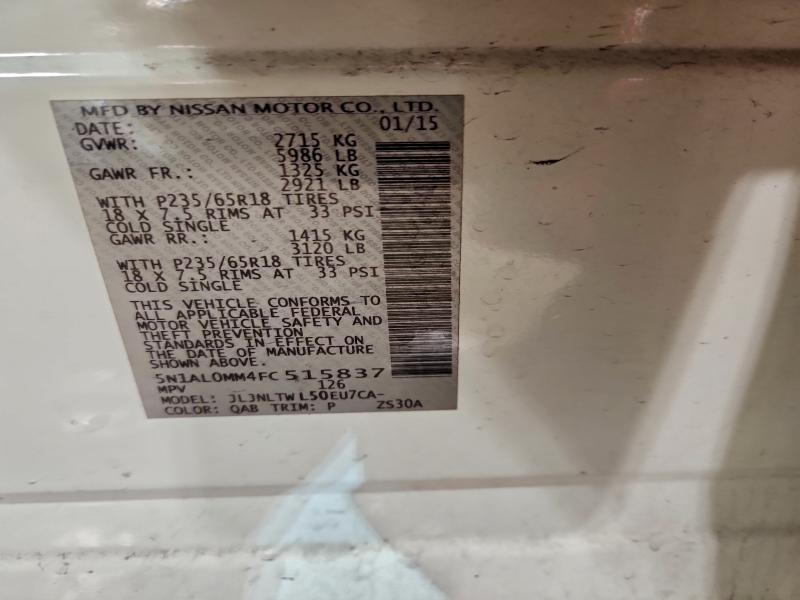 MFD BY NISSAN MOTOR CO., LTD.
DATE: 01/15
GVWR: 2715 KG
5986 LB
GAWR FR.: 1325 KG
2921 LB
WITH P235/65R18 TIRES
18 X 7.5 RIMS AT 33 PSI
COLD SINGLE
GAWR RR.: 1415 KG
3120 LB
WITH P235/65R18 TIRES
18 X 7.5 RIMS AT 33 PSI
COLD SINGLE
THIS VEHICLE CONFORMS TO
ALL APPLICABLE FEDERAL
MOTOR VEHICLE SAFETY AND
THEFT PREVENTION
STANDARDS IN EFFECT ON
THE DATE OF MANUFACTURE
SHOWN ABOVE.
5N1AL0MM4FC515837
MPV 126
MODEL: JLJNLTW L50EU7CA-
COLOR: QAB TRIM: P ZS30A